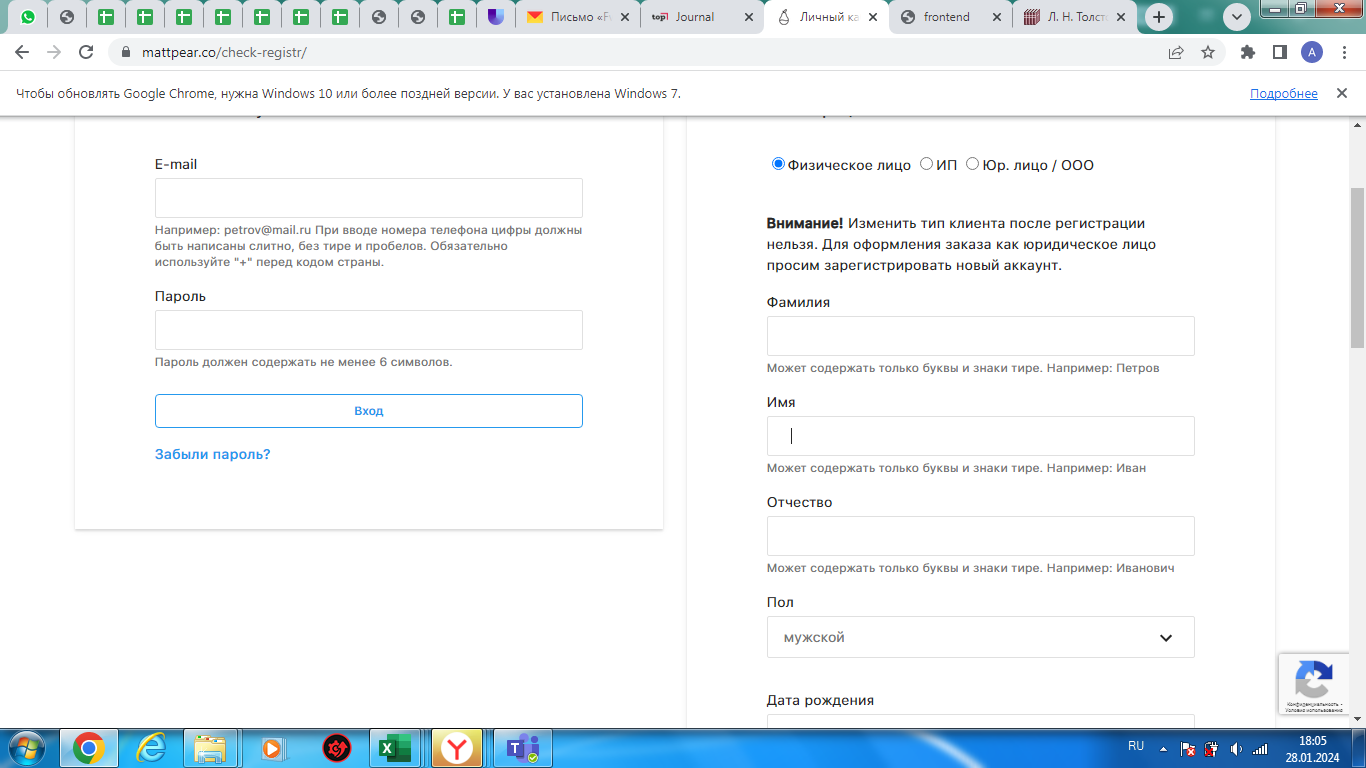 Письмо «Fw
top1 Journal
Личный ка
frontend
Л. Н. Толст
mattpear.co/check-registr/
A
Чтобы обновлять Google Chrome, нужна Windows 10 или более поздней версии. У вас установлена Windows 7.
Подробнее
E-mail
Например: petrov@mail.ru При вводе номера телефона цифры должны
быть написаны слитно, без тире и пробелов. Обязательно
используйте "+" перед кодом страны.
Пароль
Пароль должен содержать не менее 6 символов.
Вход
Забыли пароль?
Физическое лицо ИП Юр. лицо / ООО
Внимание! Изменить тип клиента после регистрации
нельзя. Для оформления заказа как юридическое лицо
просим зарегистрировать новый аккаунт.
Фамилия
Может содержать только буквы и знаки тире. Например: Петров
Имя
Может содержать только буквы и знаки тире. Например: Иван
Отчество
Может содержать только буквы и знаки тире. Например: Иванович
Пол
мужской
Дата рождения
Конфиденциальность -
Условия использования
RU
18:05
28.01.2024